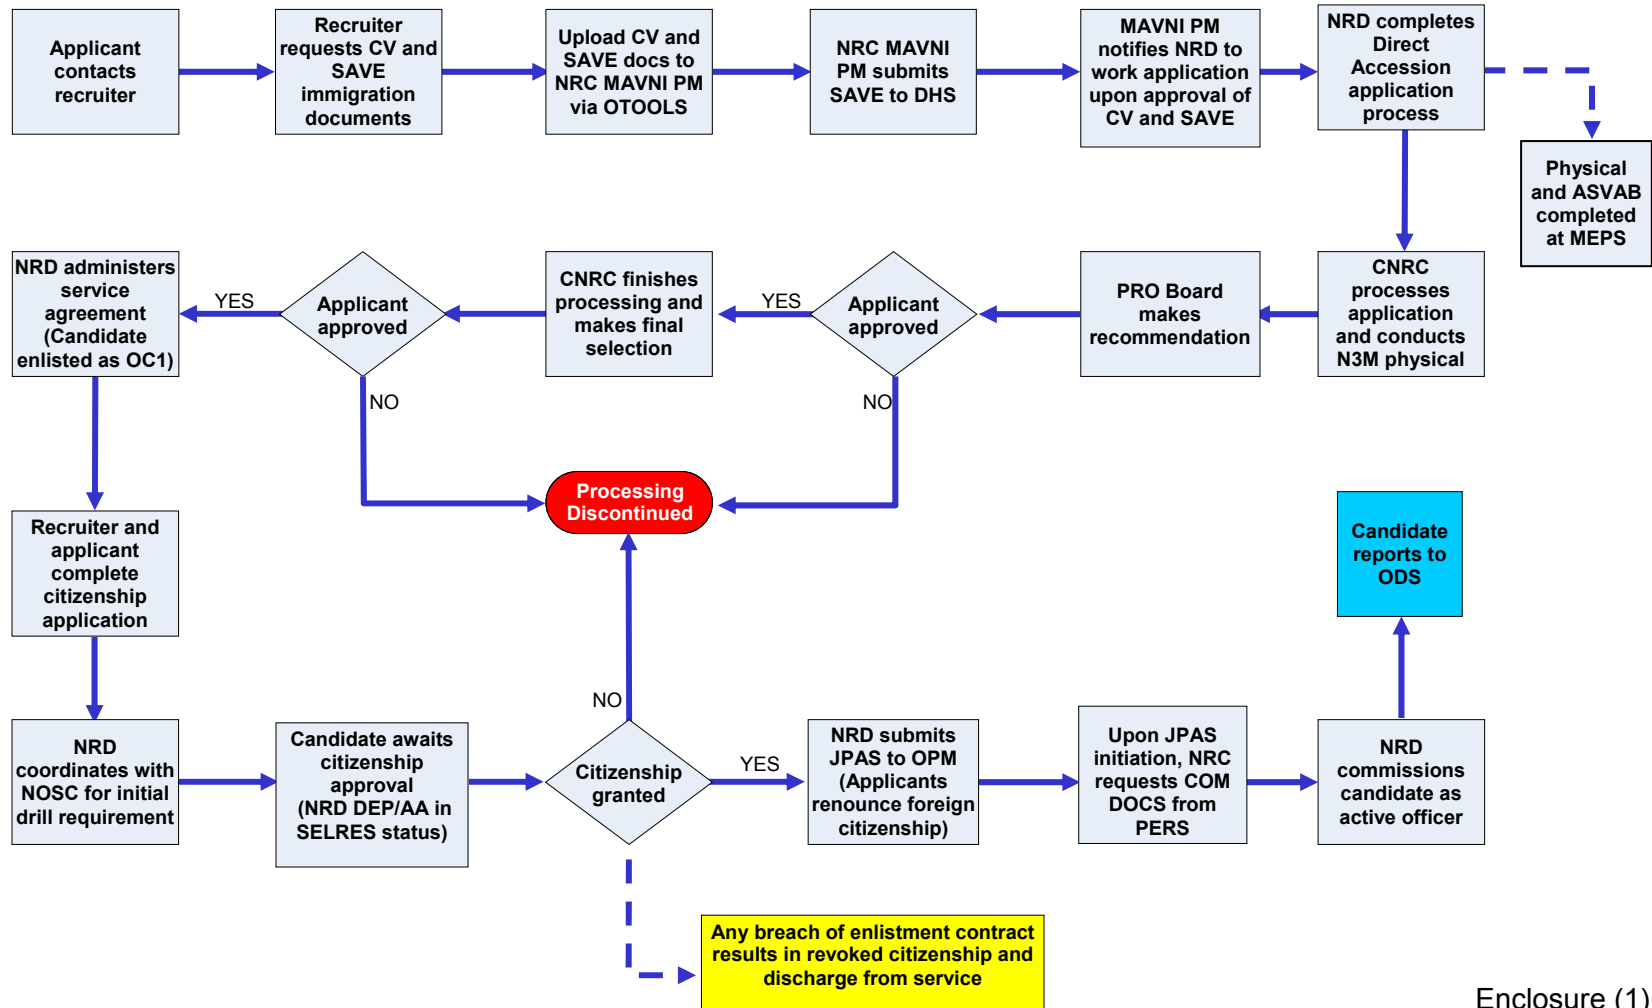 Applicant
contacts
recruiter
Recruiter
requests CV and
SAVE
immigration
documents
Upload CV and
SAVE docs to
NRC MAVNI PM
via OTOOLS
NRC MAVNI
PM submits
SAVE to DHS
MAVNI PM
notifies NRD to
work application
upon approval of
CV and SAVE
NRD completes
Direct
Accession
application
process
Physical
and ASVAB
completed
at MEPS
CNRC
processes
application
and conducts
N3M physical
PRO Board
makes
recommendation
Applicant
approved
YES
NO
CNRC finishes
processing and
makes final
selection
Applicant
approved
YES
NO
NRD administers
service
agreement
(Candidate
enlisted as OC1)
Processing
Discontinued
Recruiter and
applicant
complete
citizenship
application
NRD
coordinates with
NOSC for initial
drill requirement
Candidate awaits
citizenship
approval
(NRD DEP/AA in
SELRES status)
Citizenship
granted
NO
YES
NRD submits
JPAS to OPM
(Applicants
renounce foreign
citizenship)
Upon JPAS
initiation, NRC
requests COM
DOCS from
PERS
NRD
commissions
candidate as
active officer
Candidate
reports to
ODS
Any breach of enlistment contract
results in revoked citizenship and
discharge from service
Enclosure (1)